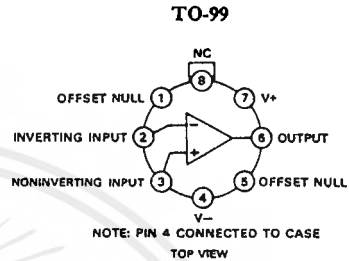 TO-99
NC
8
OFFSET NULL 1
7 V+
INVERTING INPUT 2 −
6 OUTPUT
NONINVERTING INPUT 3 +
5 OFFSET NULL
4
V−
NOTE: PIN 4 CONNECTED TO CASE
TOP VIEW